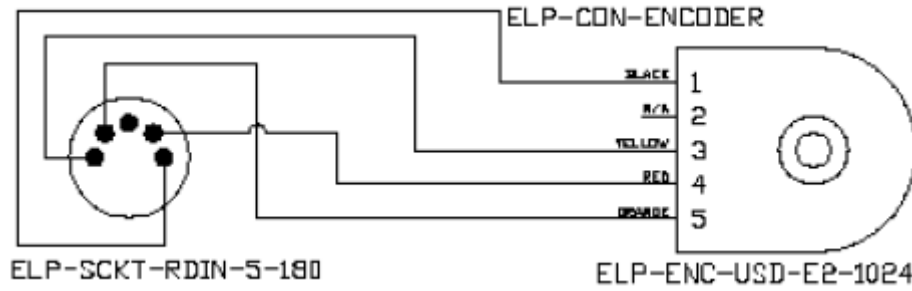 ELP-CON-ENCODER
BLACK 1
N/A 2
YELLOW 3
RED 4
ORANGE 5
ELP-SCKT-RDIN-5-180
ELP-ENC-USD-E2-1024